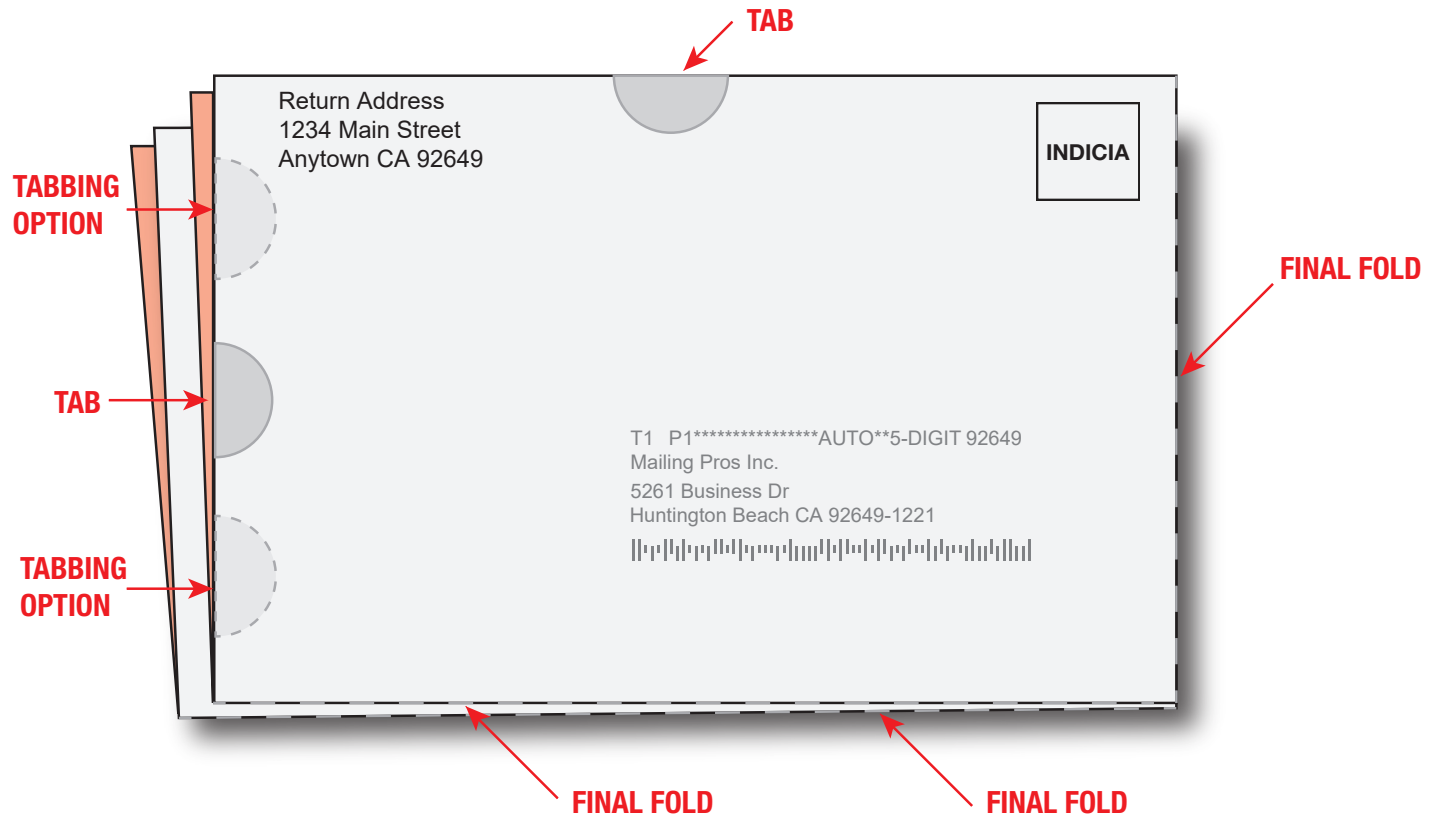 TAB
Return Address
1234 Main Street
Anytown CA 92649
INDICIA
TABBING
OPTION
FINAL FOLD
TAB
T1 P1****************AUTO**5-DIGIT 92649
Mailing Pros Inc.
5261 Business Dr
Huntington Beach CA 92649-1221
TABBING
OPTION
FINAL FOLD
FINAL FOLD